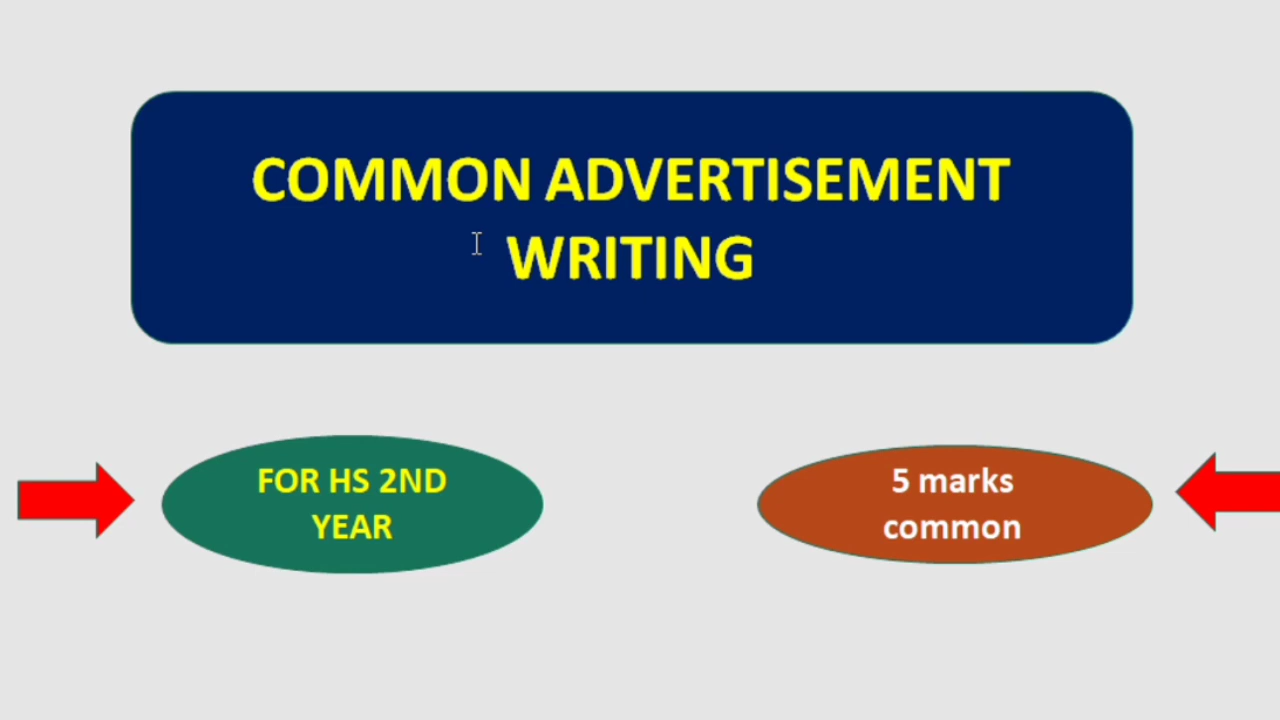 COMMON ADVERTISEMENT
WRITING
FOR HS 2ND
YEAR
5 marks
common